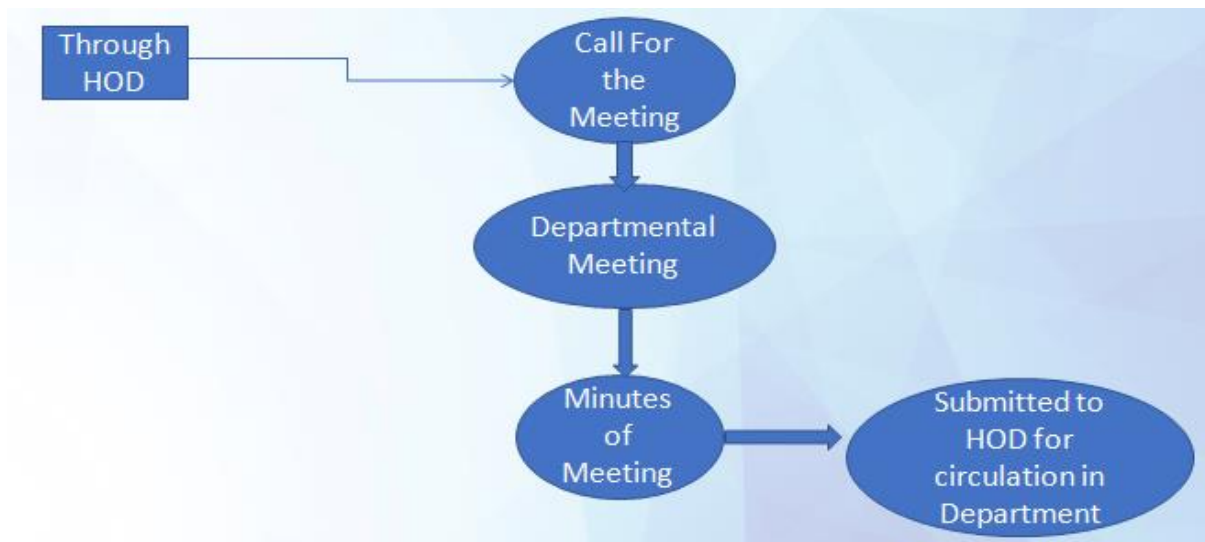 Through
HOD
Call For
the
Meeting
Departmental
Meeting
Minutes
of
Meeting
Submitted to
HOD for
circulation in
Department